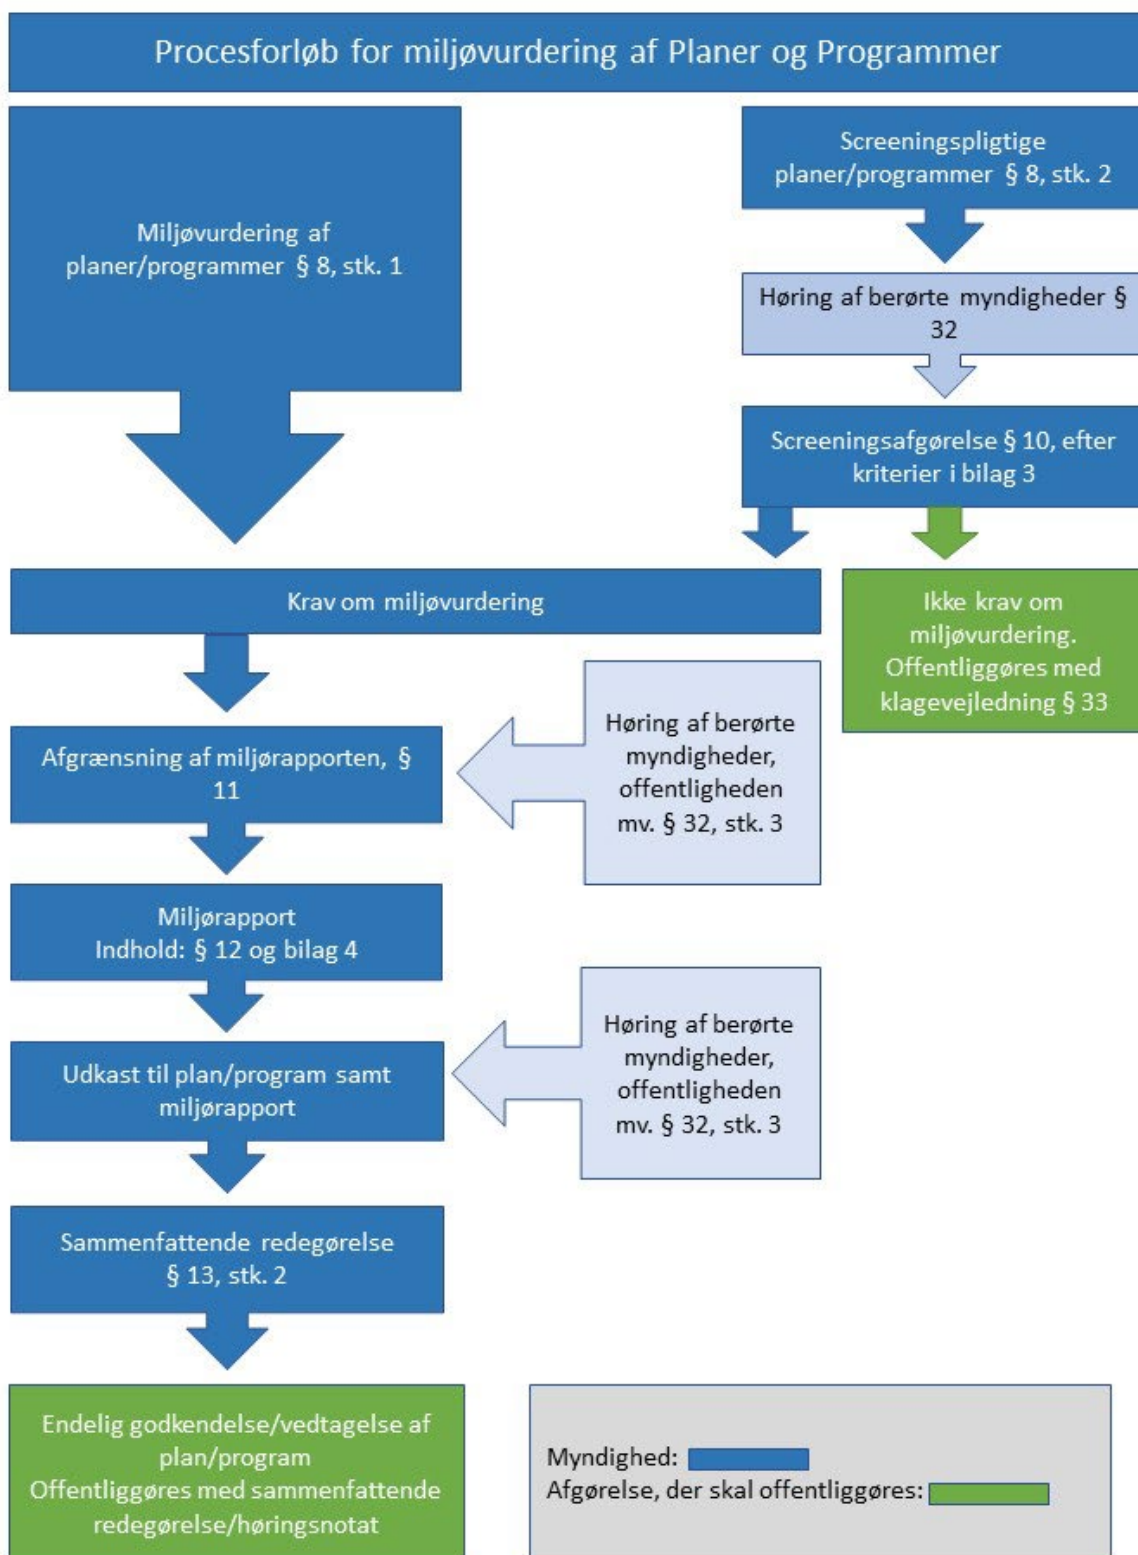 Procesforløb for miljøvurdering af Planer og Programmer
Miljøvurdering af
planer/programmer § 8, stk. 1
Screeningspligtige
planer/programmer § 8, stk. 2
Høring af berørte myndigheder §
32
Screeningsafgørelse § 10, efter
kriterier i bilag 3
Krav om miljøvurdering
Ikke krav om
miljøvurdering.
Offentliggøres med
klagevejledning § 33
Afgrænsning af miljørapporten, §
11
Høring af berørte
myndigheder,
offentligheden
mv. § 32, stk. 3
Miljørapport
Indhold: § 12 og bilag 4
Udkast til plan/program samt
miljørapport
Høring af berørte
myndigheder,
offentligheden
mv. § 32, stk. 3
Sammenfattende redegørelse
§ 13, stk. 2
Endelig godkendelse/vedtagelse af
plan/program
Offentliggøres med sammenfattende
redegørelse/høringsnotat
Myndighed:
Afgørelse, der skal offentliggøres: